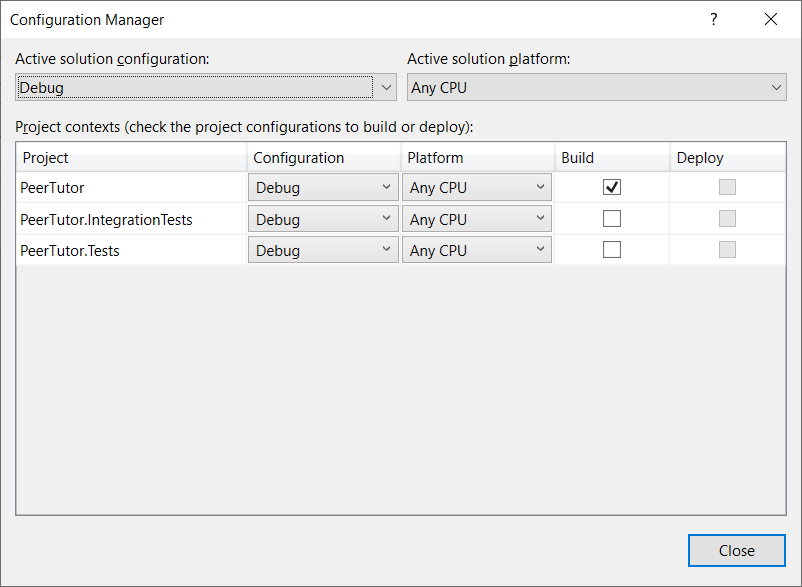 Configuration Manager
?
Active solution configuration: Active solution platform:
Debug Any CPU
Project contexts (check the project configurations to build or deploy):
Project Configuration Platform Build Deploy
PeerTutor Debug Any CPU
PeerTutor.IntegrationTests Debug Any CPU
PeerTutor.Tests Debug Any CPU
Close